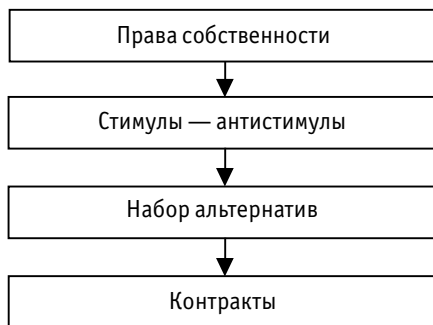 Права собственности
Стимулы — антистимулы
Набор альтернатив
Контракты